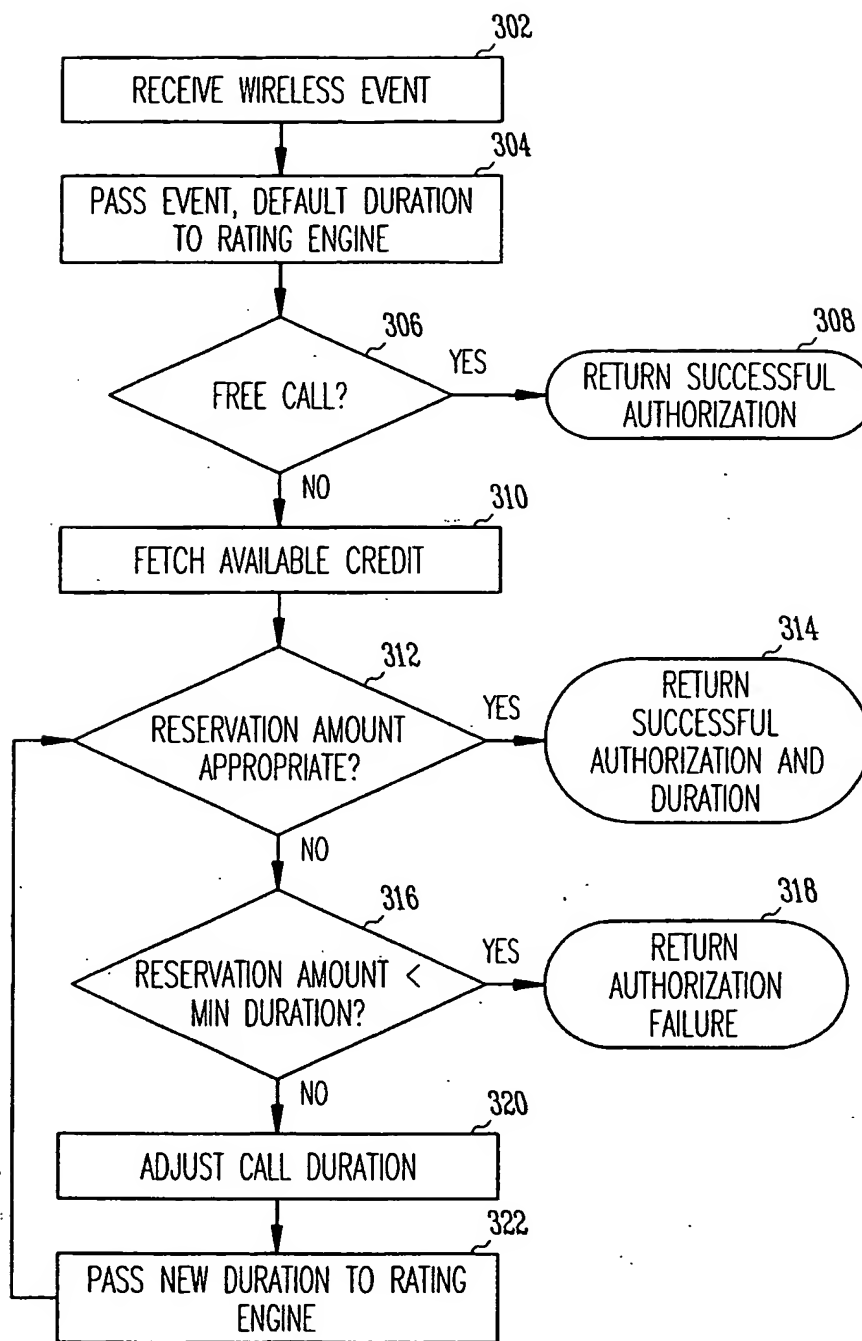 302
RECEIVE WIRELESS EVENT
304
PASS EVENT, DEFAULT DURATION
TO RATING ENGINE
306
FREE CALL?
YES
308
RETURN SUCCESSFUL
AUTHORIZATION
NO
310
FETCH AVAILABLE CREDIT
312
RESERVATION AMOUNT
APPROPRIATE?
YES
314
RETURN
SUCCESSFUL
AUTHORIZATION AND
DURATION
NO
316
RESERVATION AMOUNT <
MIN DURATION?
YES
318
RETURN
AUTHORIZATION
FAILURE
NO
320
ADJUST CALL DURATION
322
PASS NEW DURATION TO RATING
ENGINE